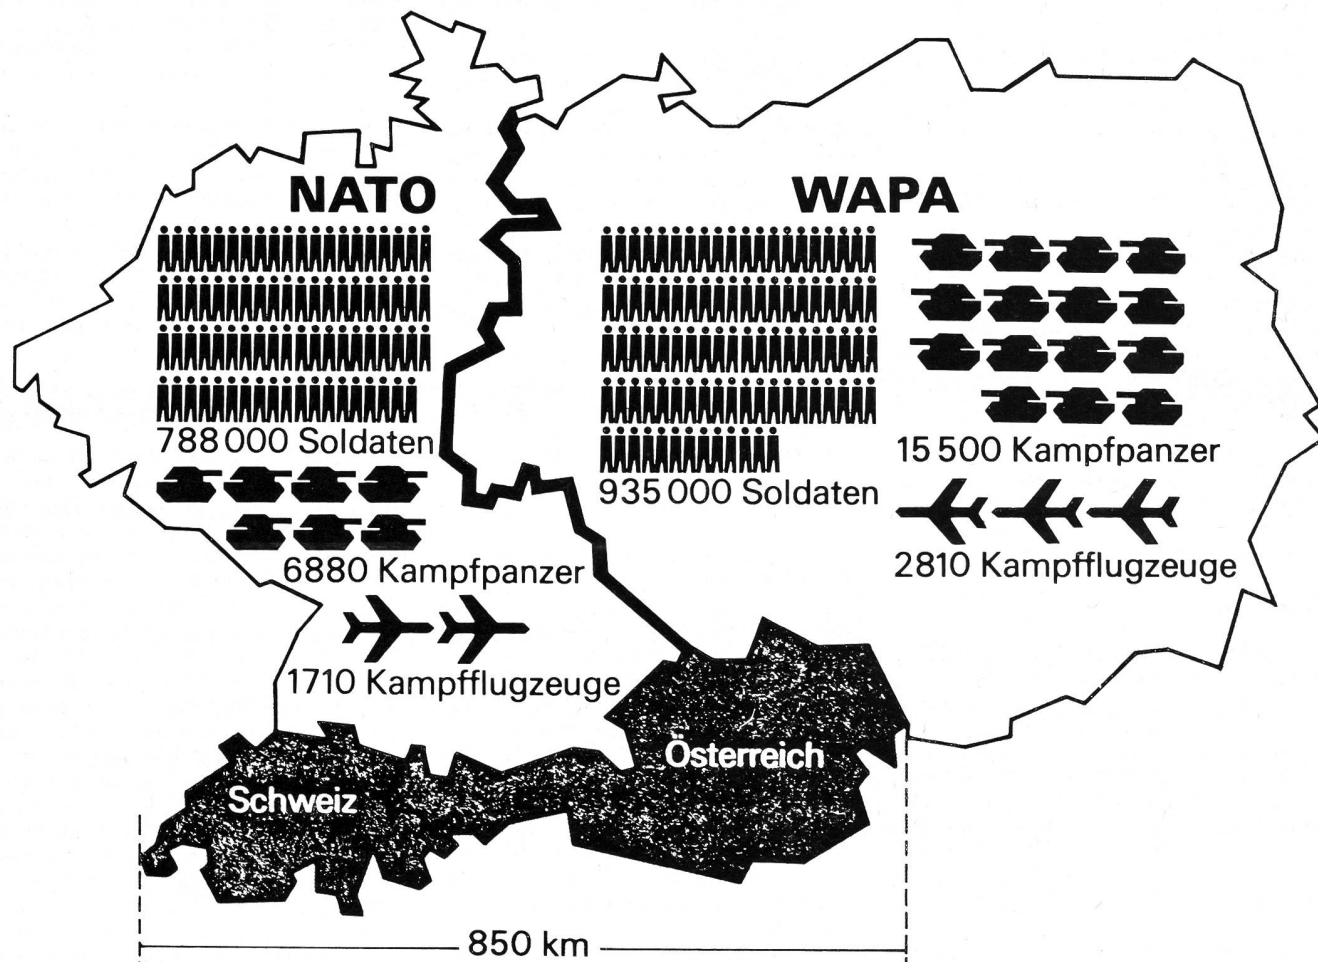 NATO
788 000 Soldaten
6880 Kampfpanzer
1710 Kampfflugzeuge
WAPA
935 000 Soldaten
15 500 Kampfpanzer
2810 Kampfflugzeuge
Österreich
Schweiz
850 km